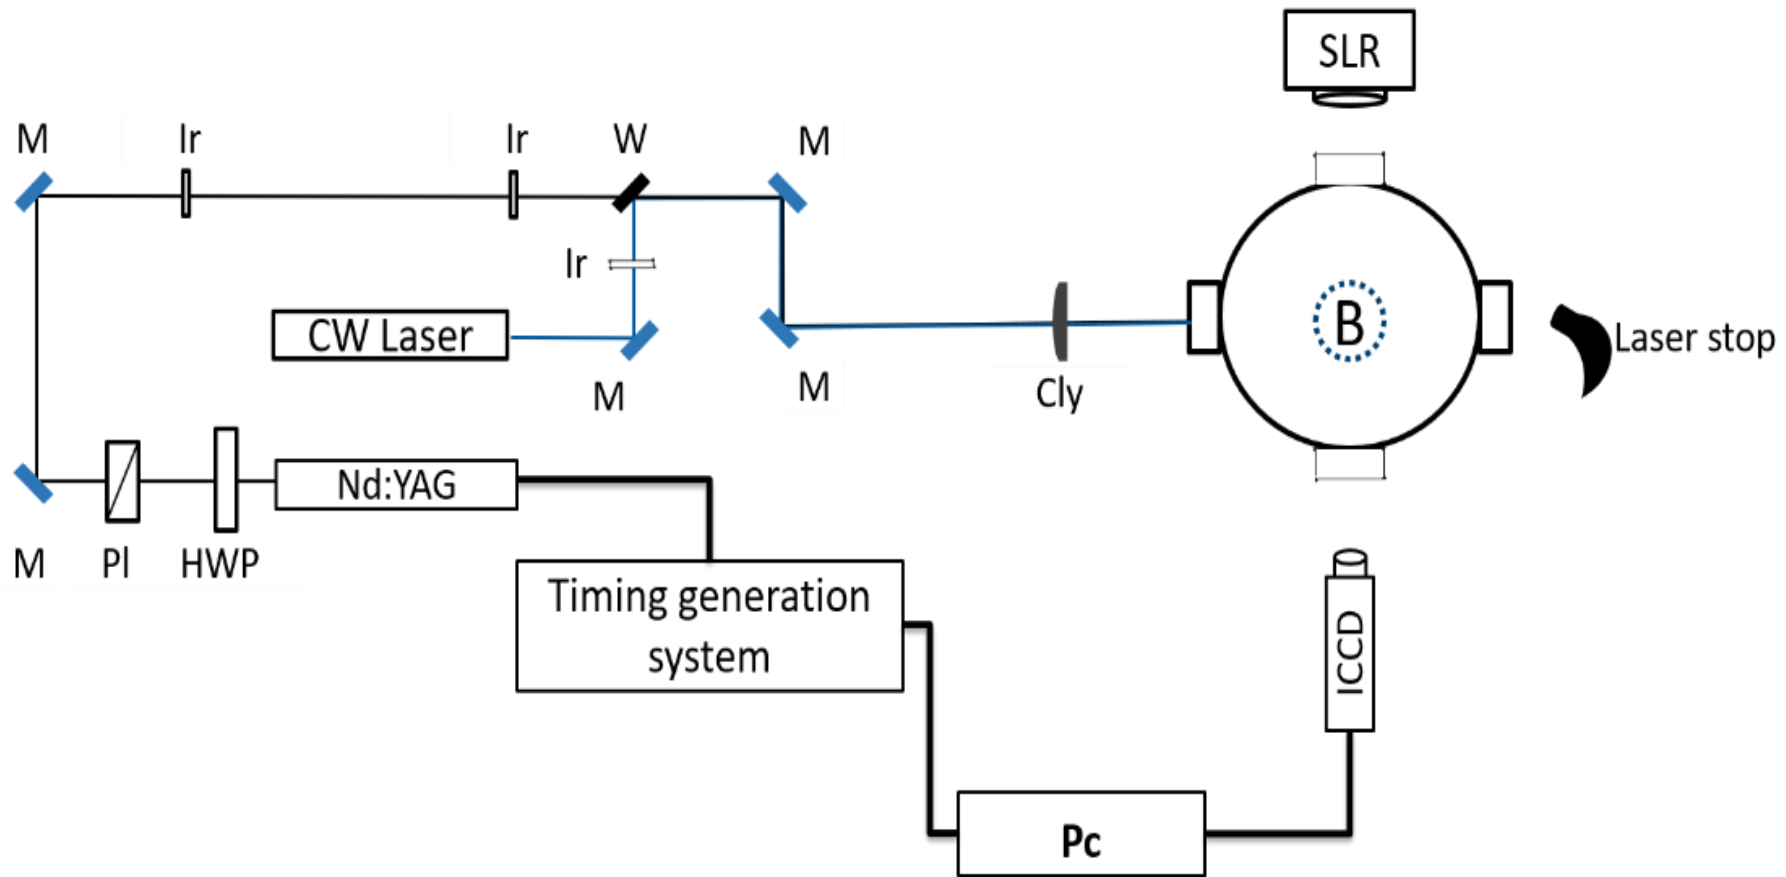 SLR
M
Ir
Ir
W
M
Ir
CW Laser
B
Laser stop
M
M
Cly
Nd:YAG
M
Pl
HWP
Timing generation
system
ICCD
Pc